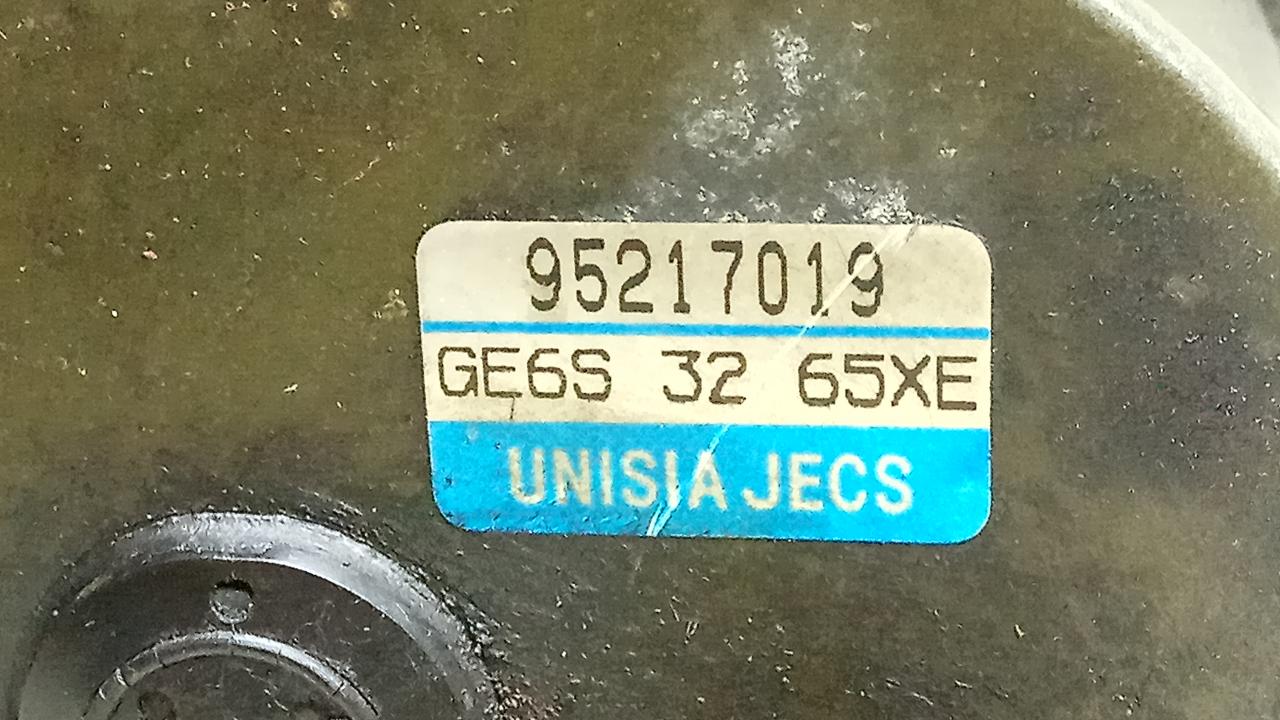 95217019
GE6S 32 65XE
UNISIA JECS